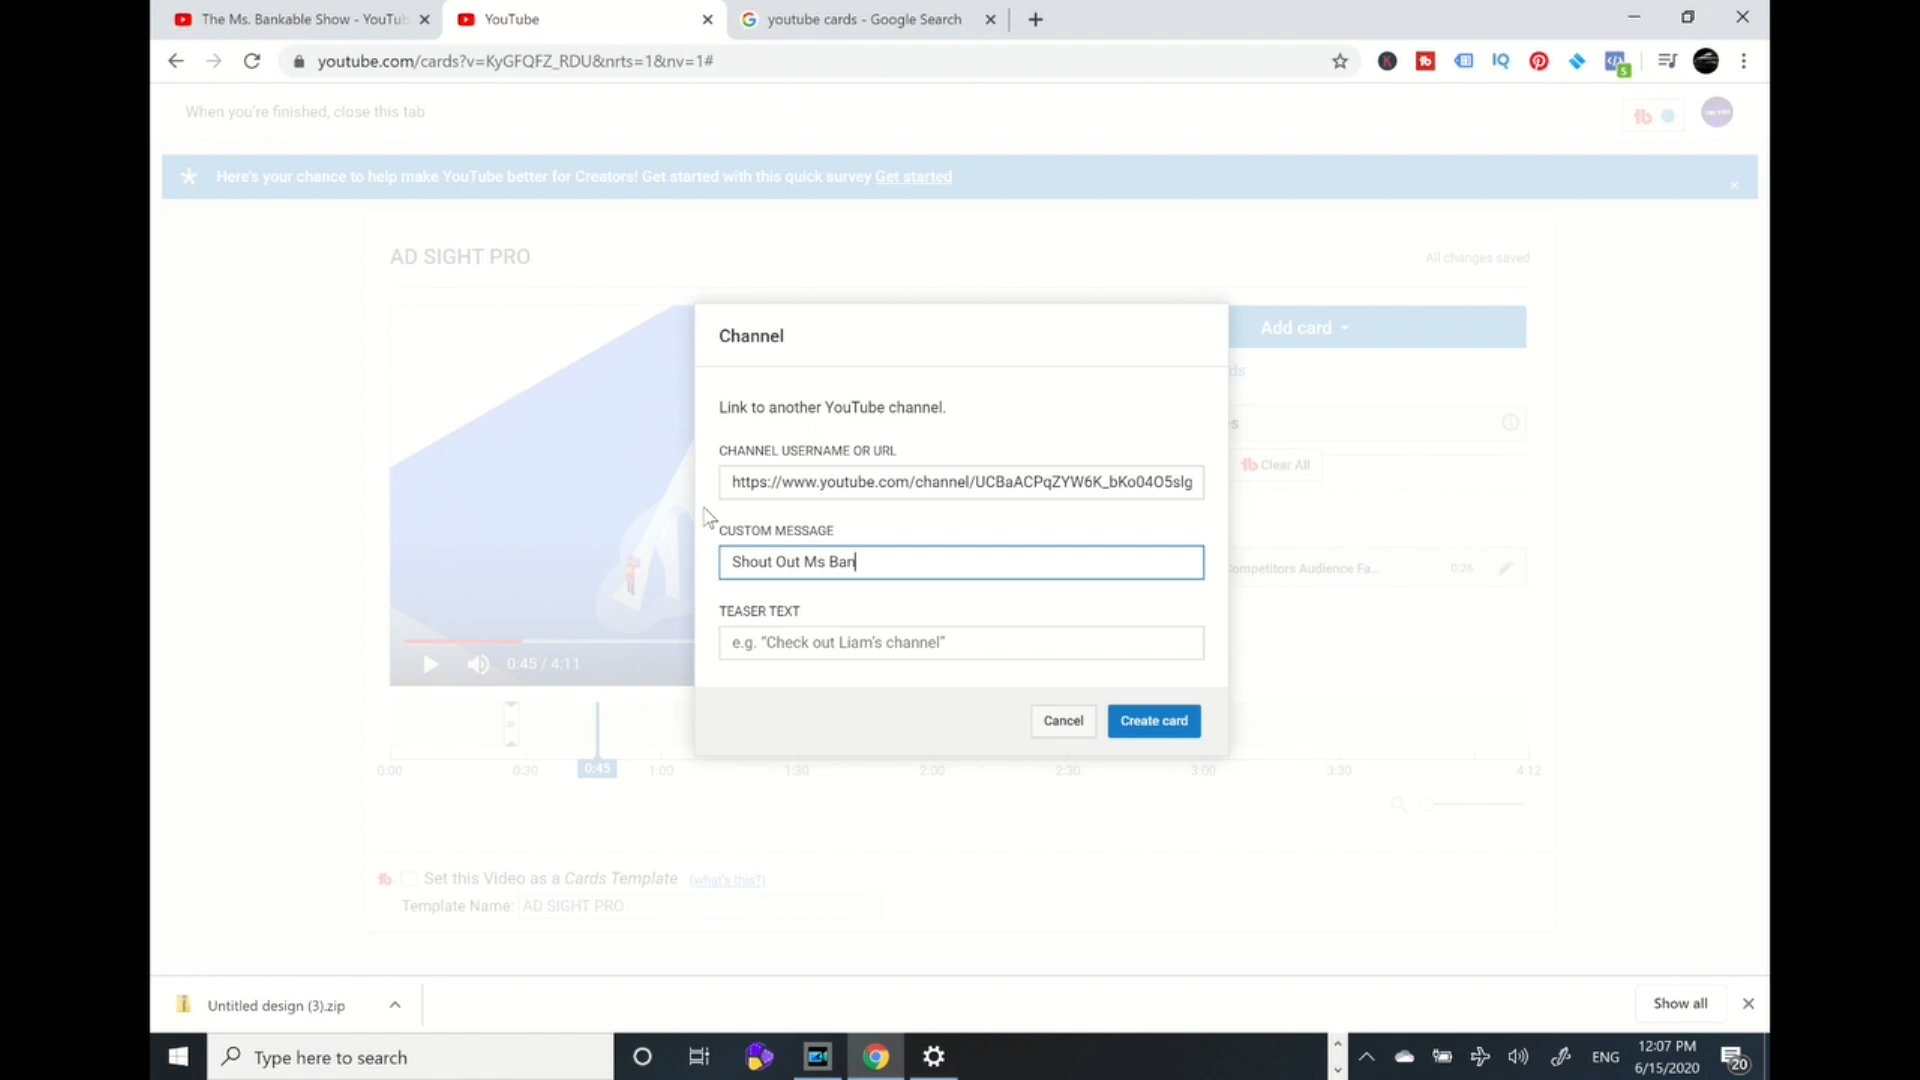 The Ms. Bankable Show - YouTub
YouTube
youtube cards - Google Search
youtube.com/cards?v=KyGFQFZ_RDU&nrts=1&nv=1#
When you're finished, close this tab
Here's your chance to help make YouTube better for Creators! Get started with this quick survey Get started
AD SIGHT PRO
All changes saved
Channel
Add card
ds
Link to another YouTube channel.
s
CHANNEL USERNAME OR URL
Clear All
https://www.youtube.com/channel/UCBaACPqZYW6K_bKo04O5slg
CUSTOM MESSAGE
Shout Out Ms Ban
ompetitors Audience Fa...
0:26
TEASER TEXT
e.g. "Check out Liam's channel"
0:45 / 4:11
Cancel
Create card
0:00
0:30
0:45
1:00
1:30
2:00
2:30
3:00
3:30
4:12
Set this Video as a Cards Template (what's this?)
Template Name: AD SIGHT PRO
Untitled design (3).zip
Show all
Type here to search
ENG
12:07 PM
6/15/2020
20